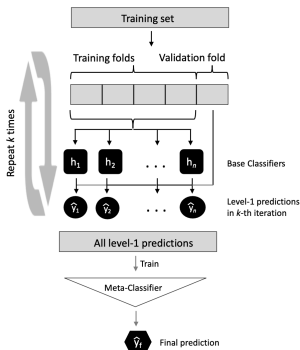 Training set
Training folds Validation fold
Repeat k times
h1 h2 . . . hn Base Classifiers
ŷ1 ŷ2 . . . ŷn Level-1 predictions
in k-th iteration
All level-1 predictions
Train
Meta-Classifier
ŷf Final prediction